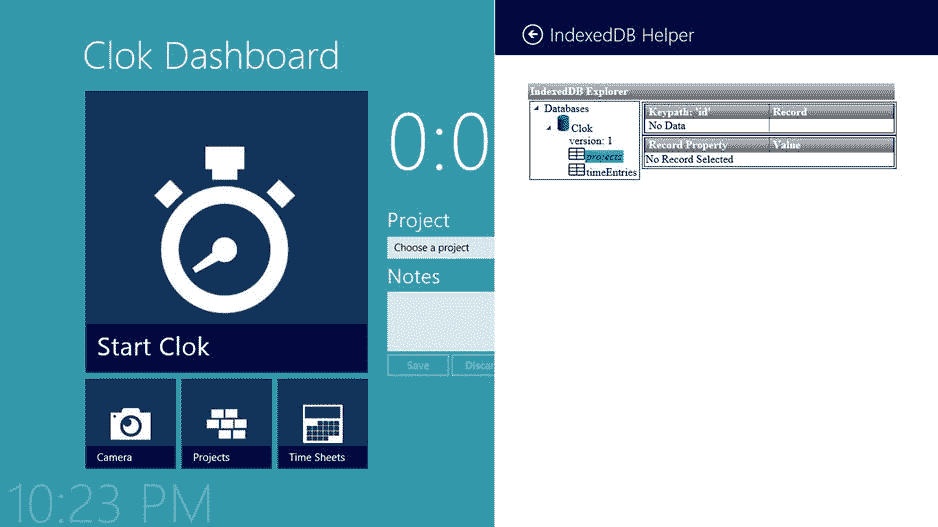 Clok Dashboard
0:0
Project
Choose a project
Notes
Save
Discar
Start Clok
Camera
Projects
Time Sheets
10:23 PM
IndexedDB Helper
IndexedDB Explorer
Databases
Clok
version: 1
projects
timeEntries
Keypath: 'id' Record
No Data
Record Property Value
No Record Selected